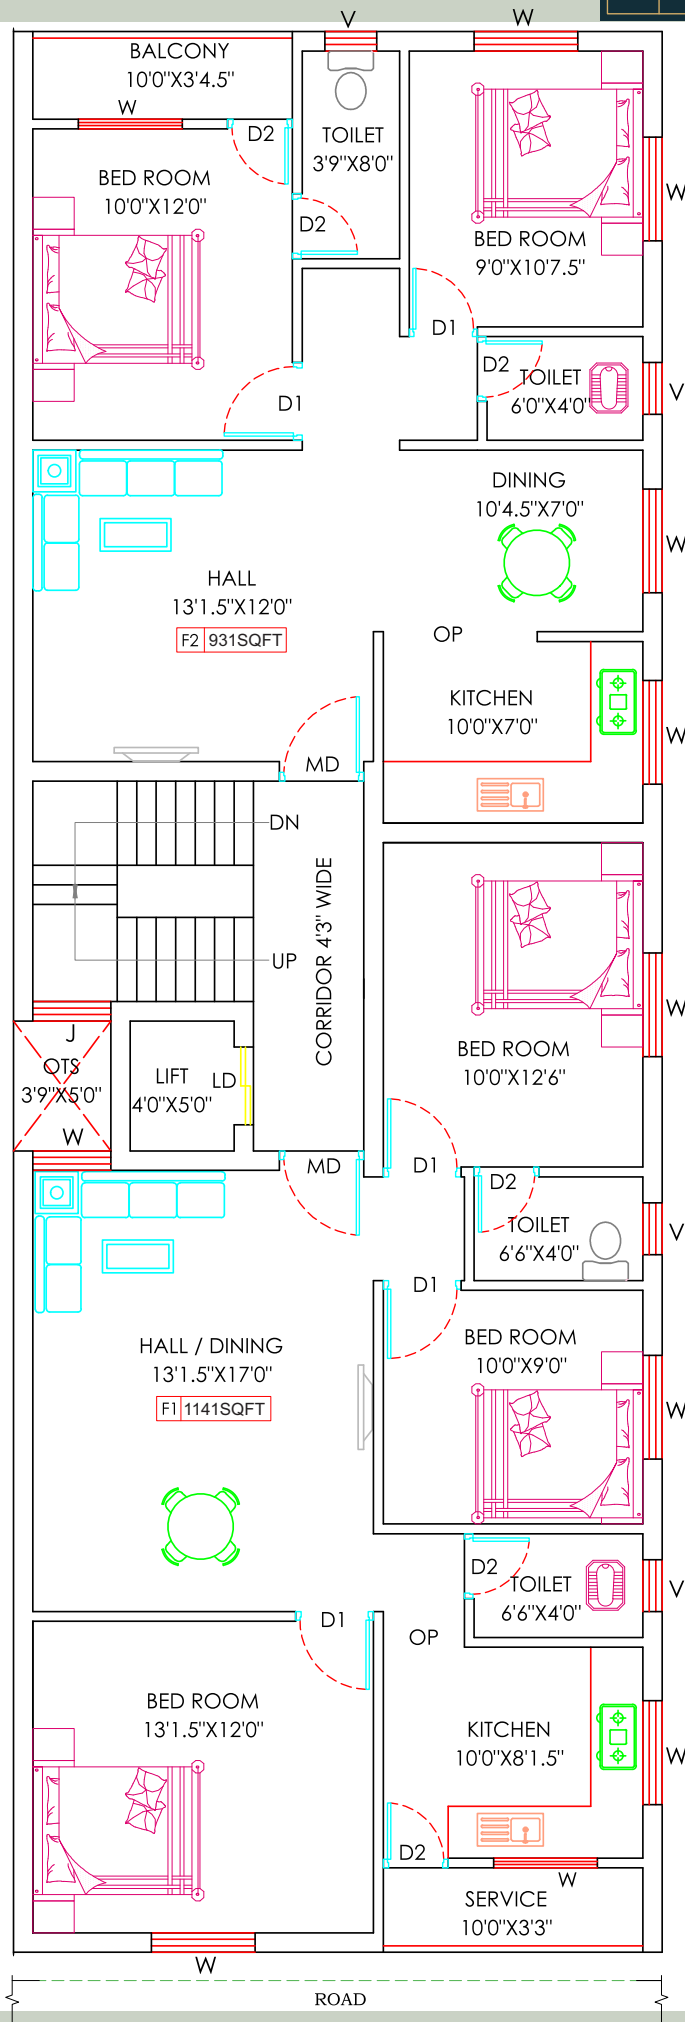 V
W
BALCONY
10'0"X3'4.5"
W
D2
TOILET
3'9"X8'0"
BED ROOM
10'0"X12'0"
W
D2
BED ROOM
9'0"X10'7.5"
D1
D2
TOILET
6'0"X4'0"
V
D1
DINING
10'4.5"X7'0"
W
HALL
13'1.5"X12'0"
F2 931SQFT
OP
KITCHEN
10'0"X7'0"
W
MD
DN
CORRIDOR 4'3" WIDE
UP
W
J
OTS
3'9"X5'0"
W
LIFT
4'0"X5'0"
LD
BED ROOM
10'0"X12'6"
MD
D1
D2
TOILET
6'6"X4'0"
V
D1
HALL / DINING
13'1.5"X17'0"
F1 1141SQFT
BED ROOM
10'0"X9'0"
W
D2
TOILET
6'6"X4'0"
V
D1
OP
BED ROOM
13'1.5"X12'0"
KITCHEN
10'0"X8'1.5"
W
D2
W
SERVICE
10'0"X3'3"
W
ROAD